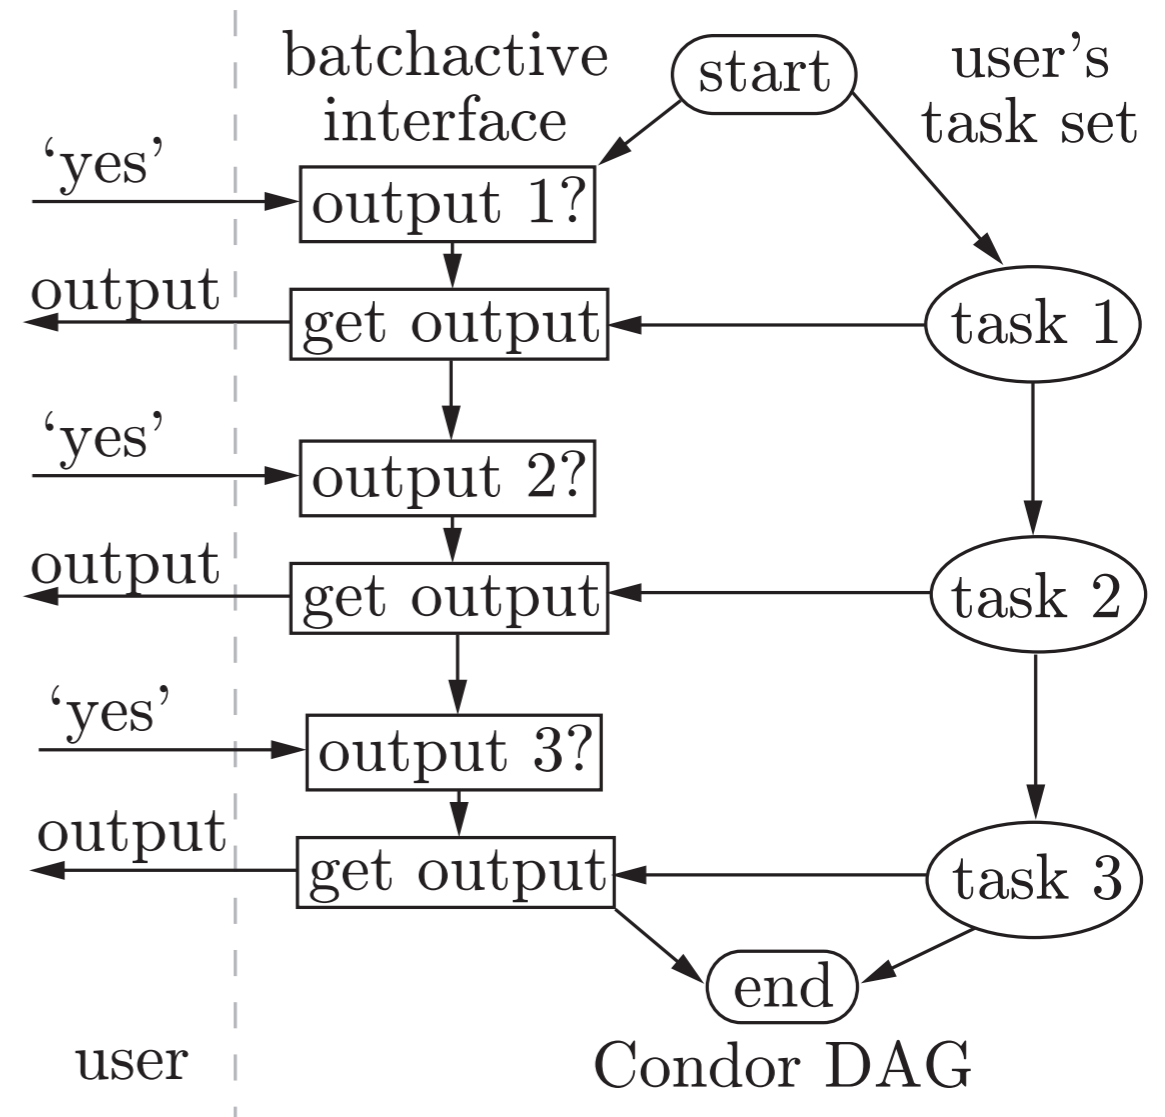 batchactive
interface
start
user's
task set
‘yes’
output 1?
output
get output
task 1
‘yes’
output 2?
output
get output
task 2
‘yes’
output 3?
output
get output
task 3
end
user
Condor DAG